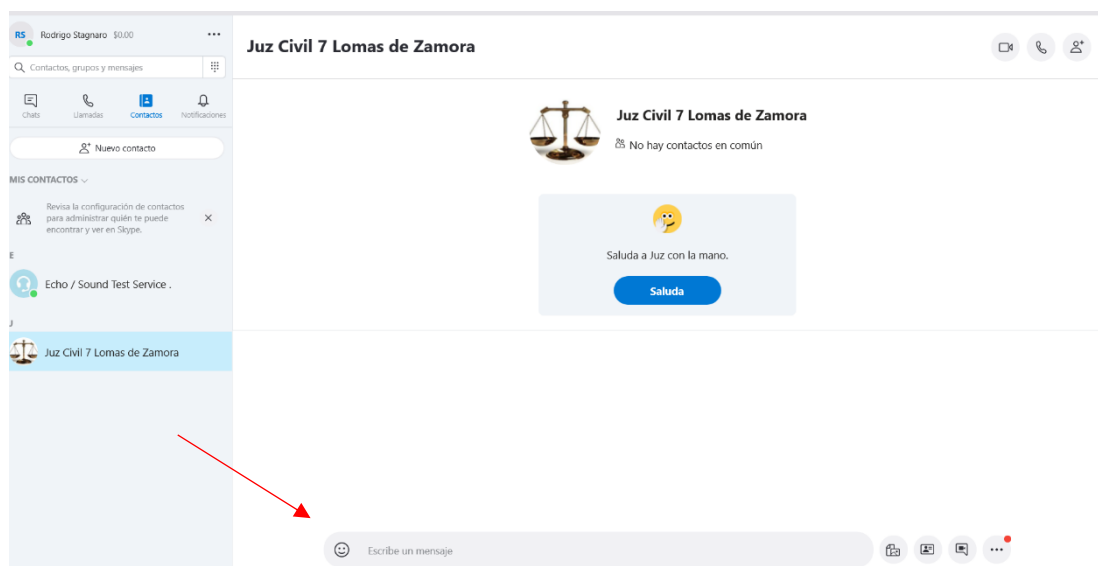 RS Rodrigo Stagnaro $0.00
Contactos, grupos y mensajes
Chats Llamadas Contactos Notificaciones
Nuevo contacto
MIS CONTACTOS
Revisa la configuración de contactos
para administrar quién te puede
encontrar y ver en Skype.
E
Echo / Sound Test Service .
J
Juz Civil 7 Lomas de Zamora
Juz Civil 7 Lomas de Zamora
Juz Civil 7 Lomas de Zamora
No hay contactos en común
Saluda a Juz con la mano.
Saluda
Escribe un mensaje